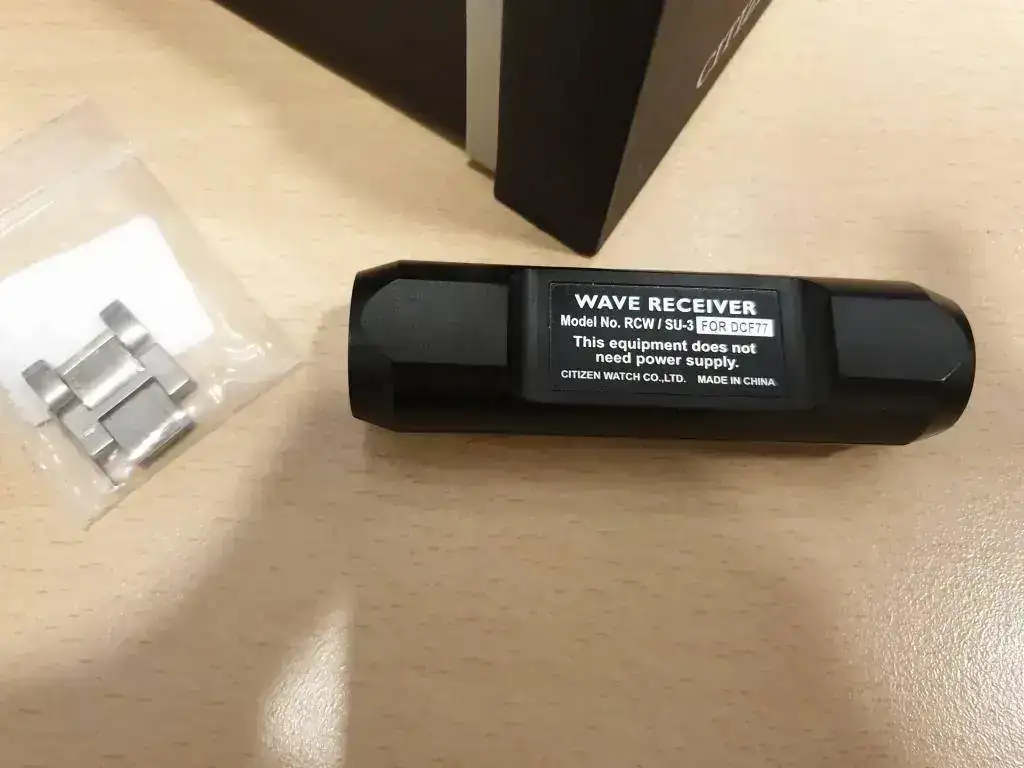 WAVE RECEIVER
Model No. RCW / SU-3 FOR DCF77
This equipment does not
need power supply.
CITIZEN WATCH CO.,LTD. MADE IN CHINA